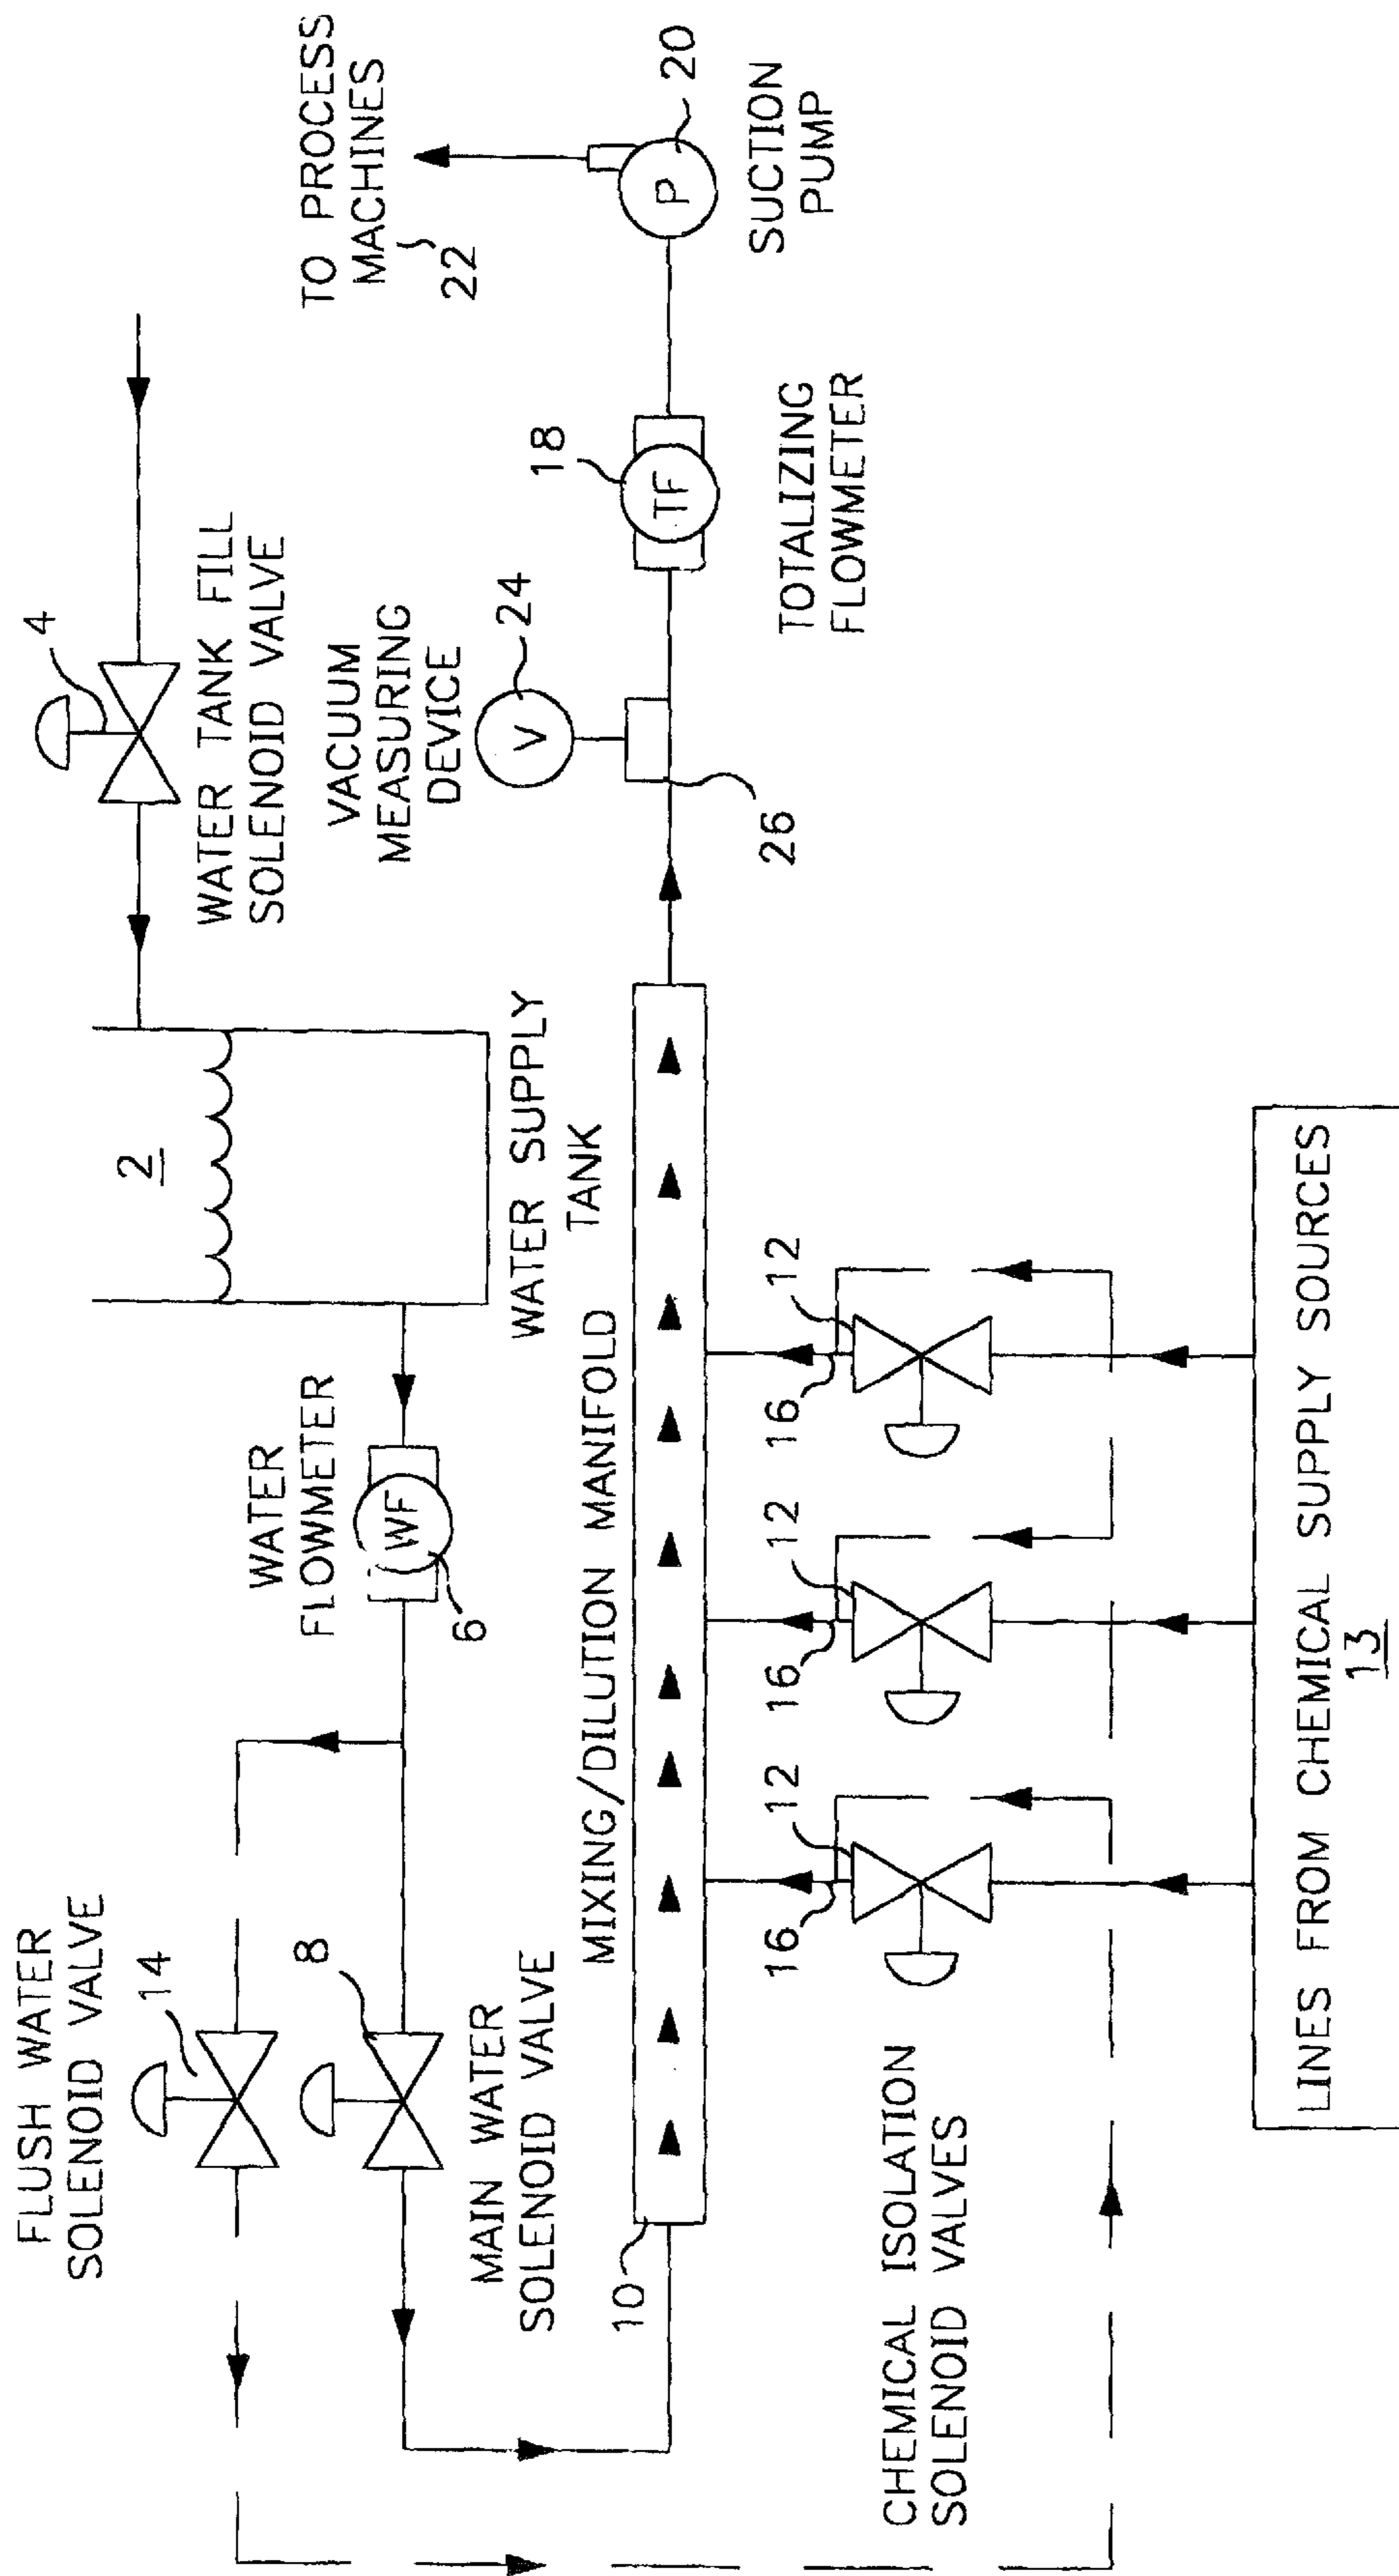 FLUSH WATER
SOLENOID VALVE
14
8
MAIN WATER
SOLENOID VALVE
WATER
FLOWMETER
WF
6
2
WATER SUPPLY
TANK
4
WATER TANK FILL
SOLENOID VALVE
TO PROCESS
MACHINES
22
VACUUM
MEASURING
DEVICE
V
24
26
18
TF
TOTALIZING
FLOWMETER
P
20
SUCTION
PUMP
MIXING/DILUTION MANIFOLD
10
16
12
16
12
16
12
CHEMICAL ISOLATION
SOLENOID VALVES
LINES FROM CHEMICAL SUPPLY SOURCES
13